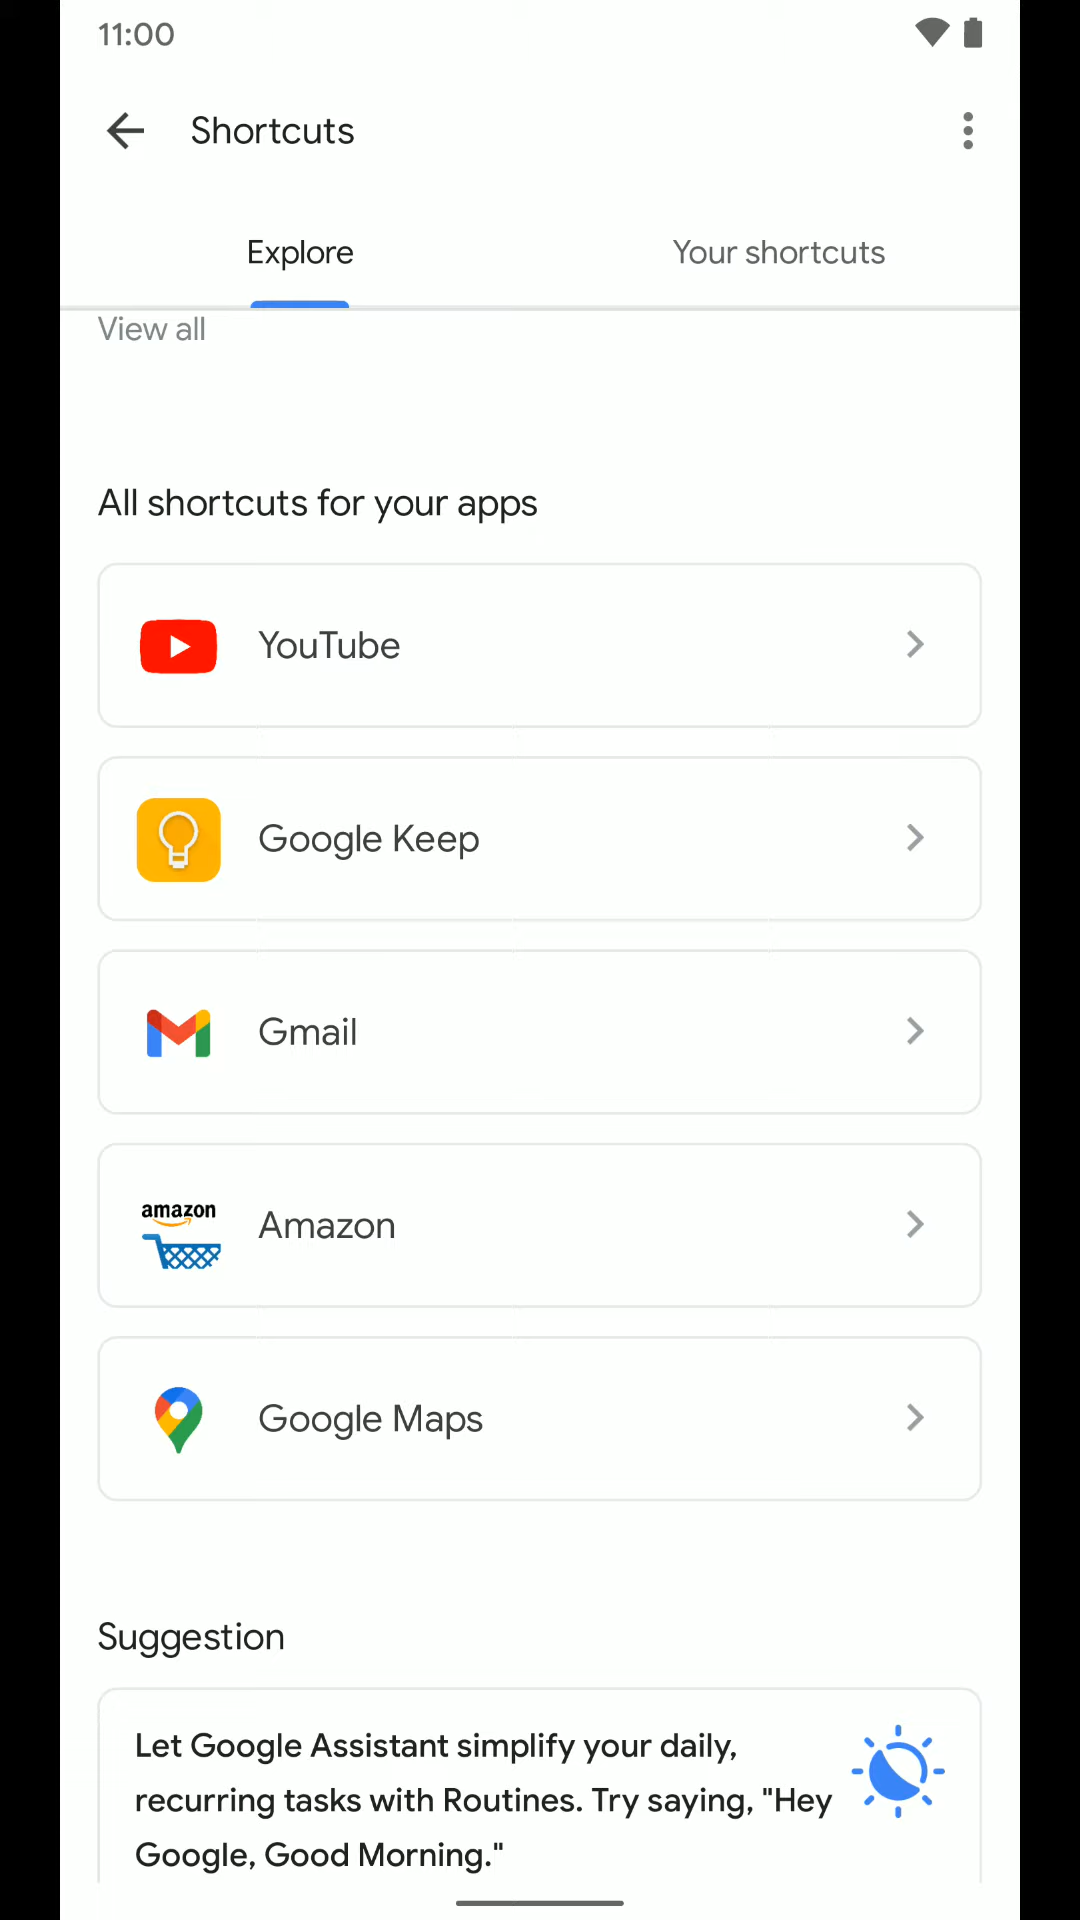 11:00
Shortcuts
Explore
Your shortcuts
View all
All shortcuts for your apps
YouTube
Google Keep
Gmail
amazon
Amazon
Google Maps
Suggestion
Let Google Assistant simplify your daily,
recurring tasks with Routines. Try saying, "Hey
Google, Good Morning."